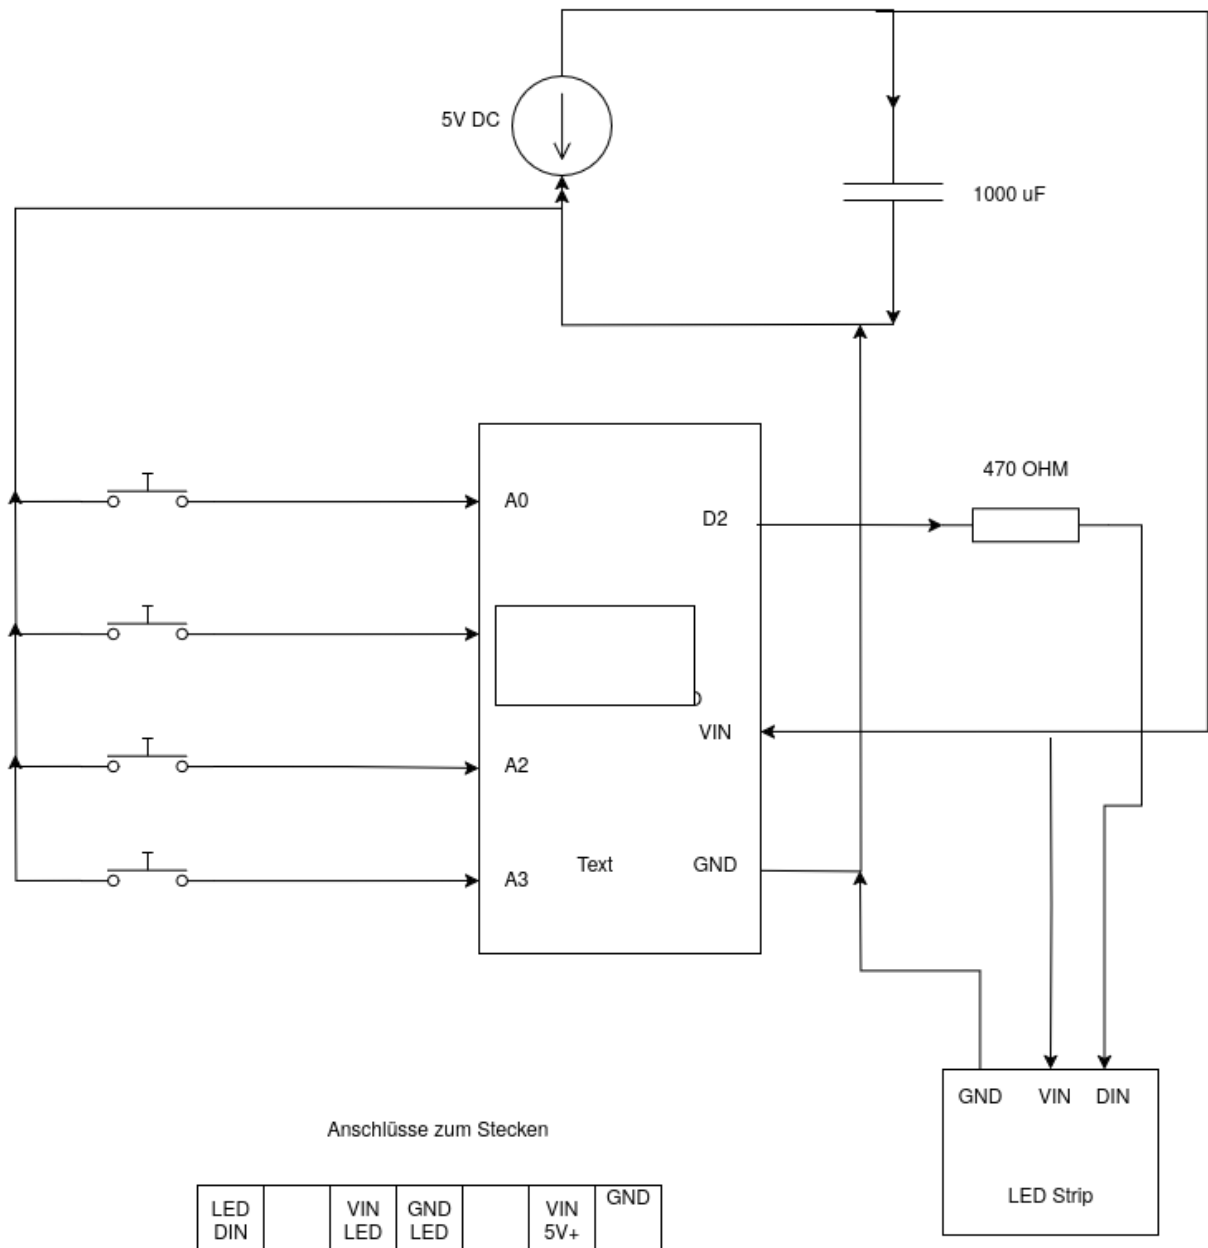 5V DC
1000 uF
470 OHM
A0
D2
VIN
A2
Text
GND
A3
GND VIN DIN
LED Strip
Anschlüsse zum Stecken
LED
DIN
VIN
LED
GND
LED
VIN
5V+
GND